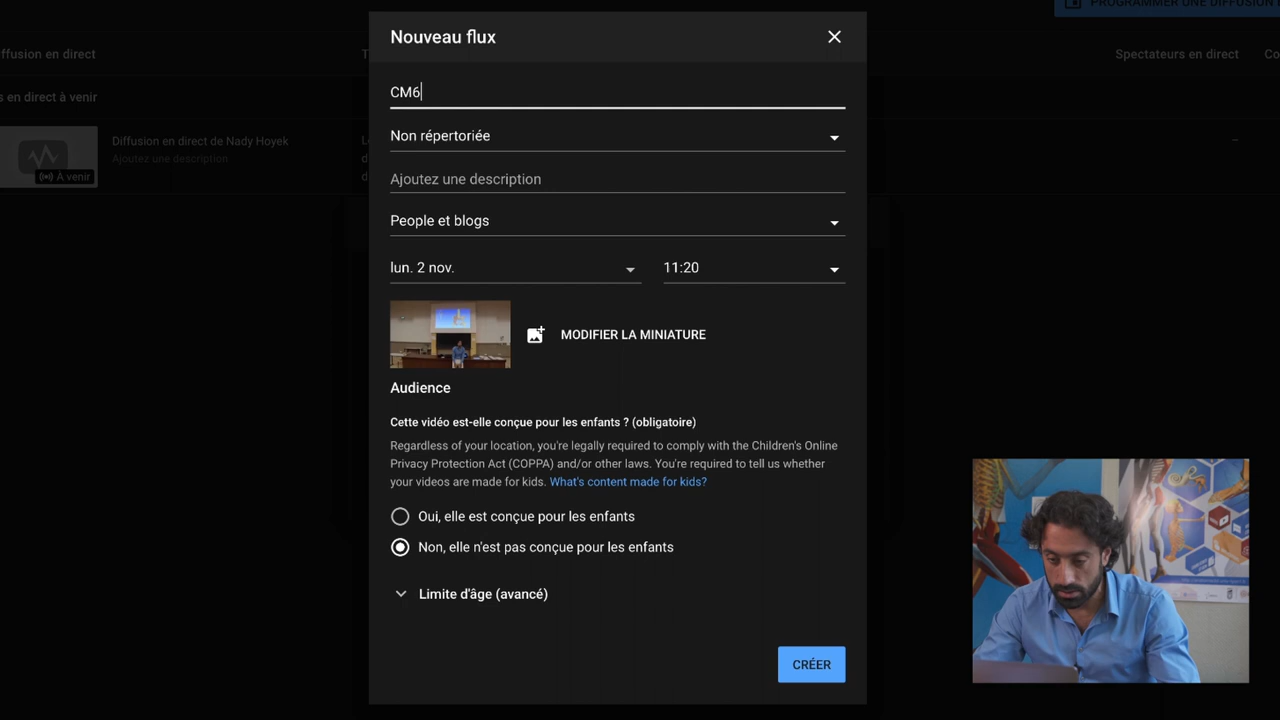 PROGRAMMER UNE DIFFUSION E
Nouveau flux
ffusion en direct
Spectateurs en direct
Co
CM6
s en direct à venir
Non répertoriée
Diffusion en direct de Nady Hoyek
Ajoutez une description
À venir
Ajoutez une description
People et blogs
lun. 2 nov.
11:20
MODIFIER LA MINIATURE
Audience
Cette vidéo est-elle conçue pour les enfants ? (obligatoire)
Regardless of your location, you're legally required to comply with the Children's Online
Privacy Protection Act (COPPA) and/or other laws. You're required to tell us whether
your videos are made for kids. What's content made for kids?
Oui, elle est conçue pour les enfants
Non, elle n'est pas conçue pour les enfants
Limite d'âge (avancé)
CRÉER